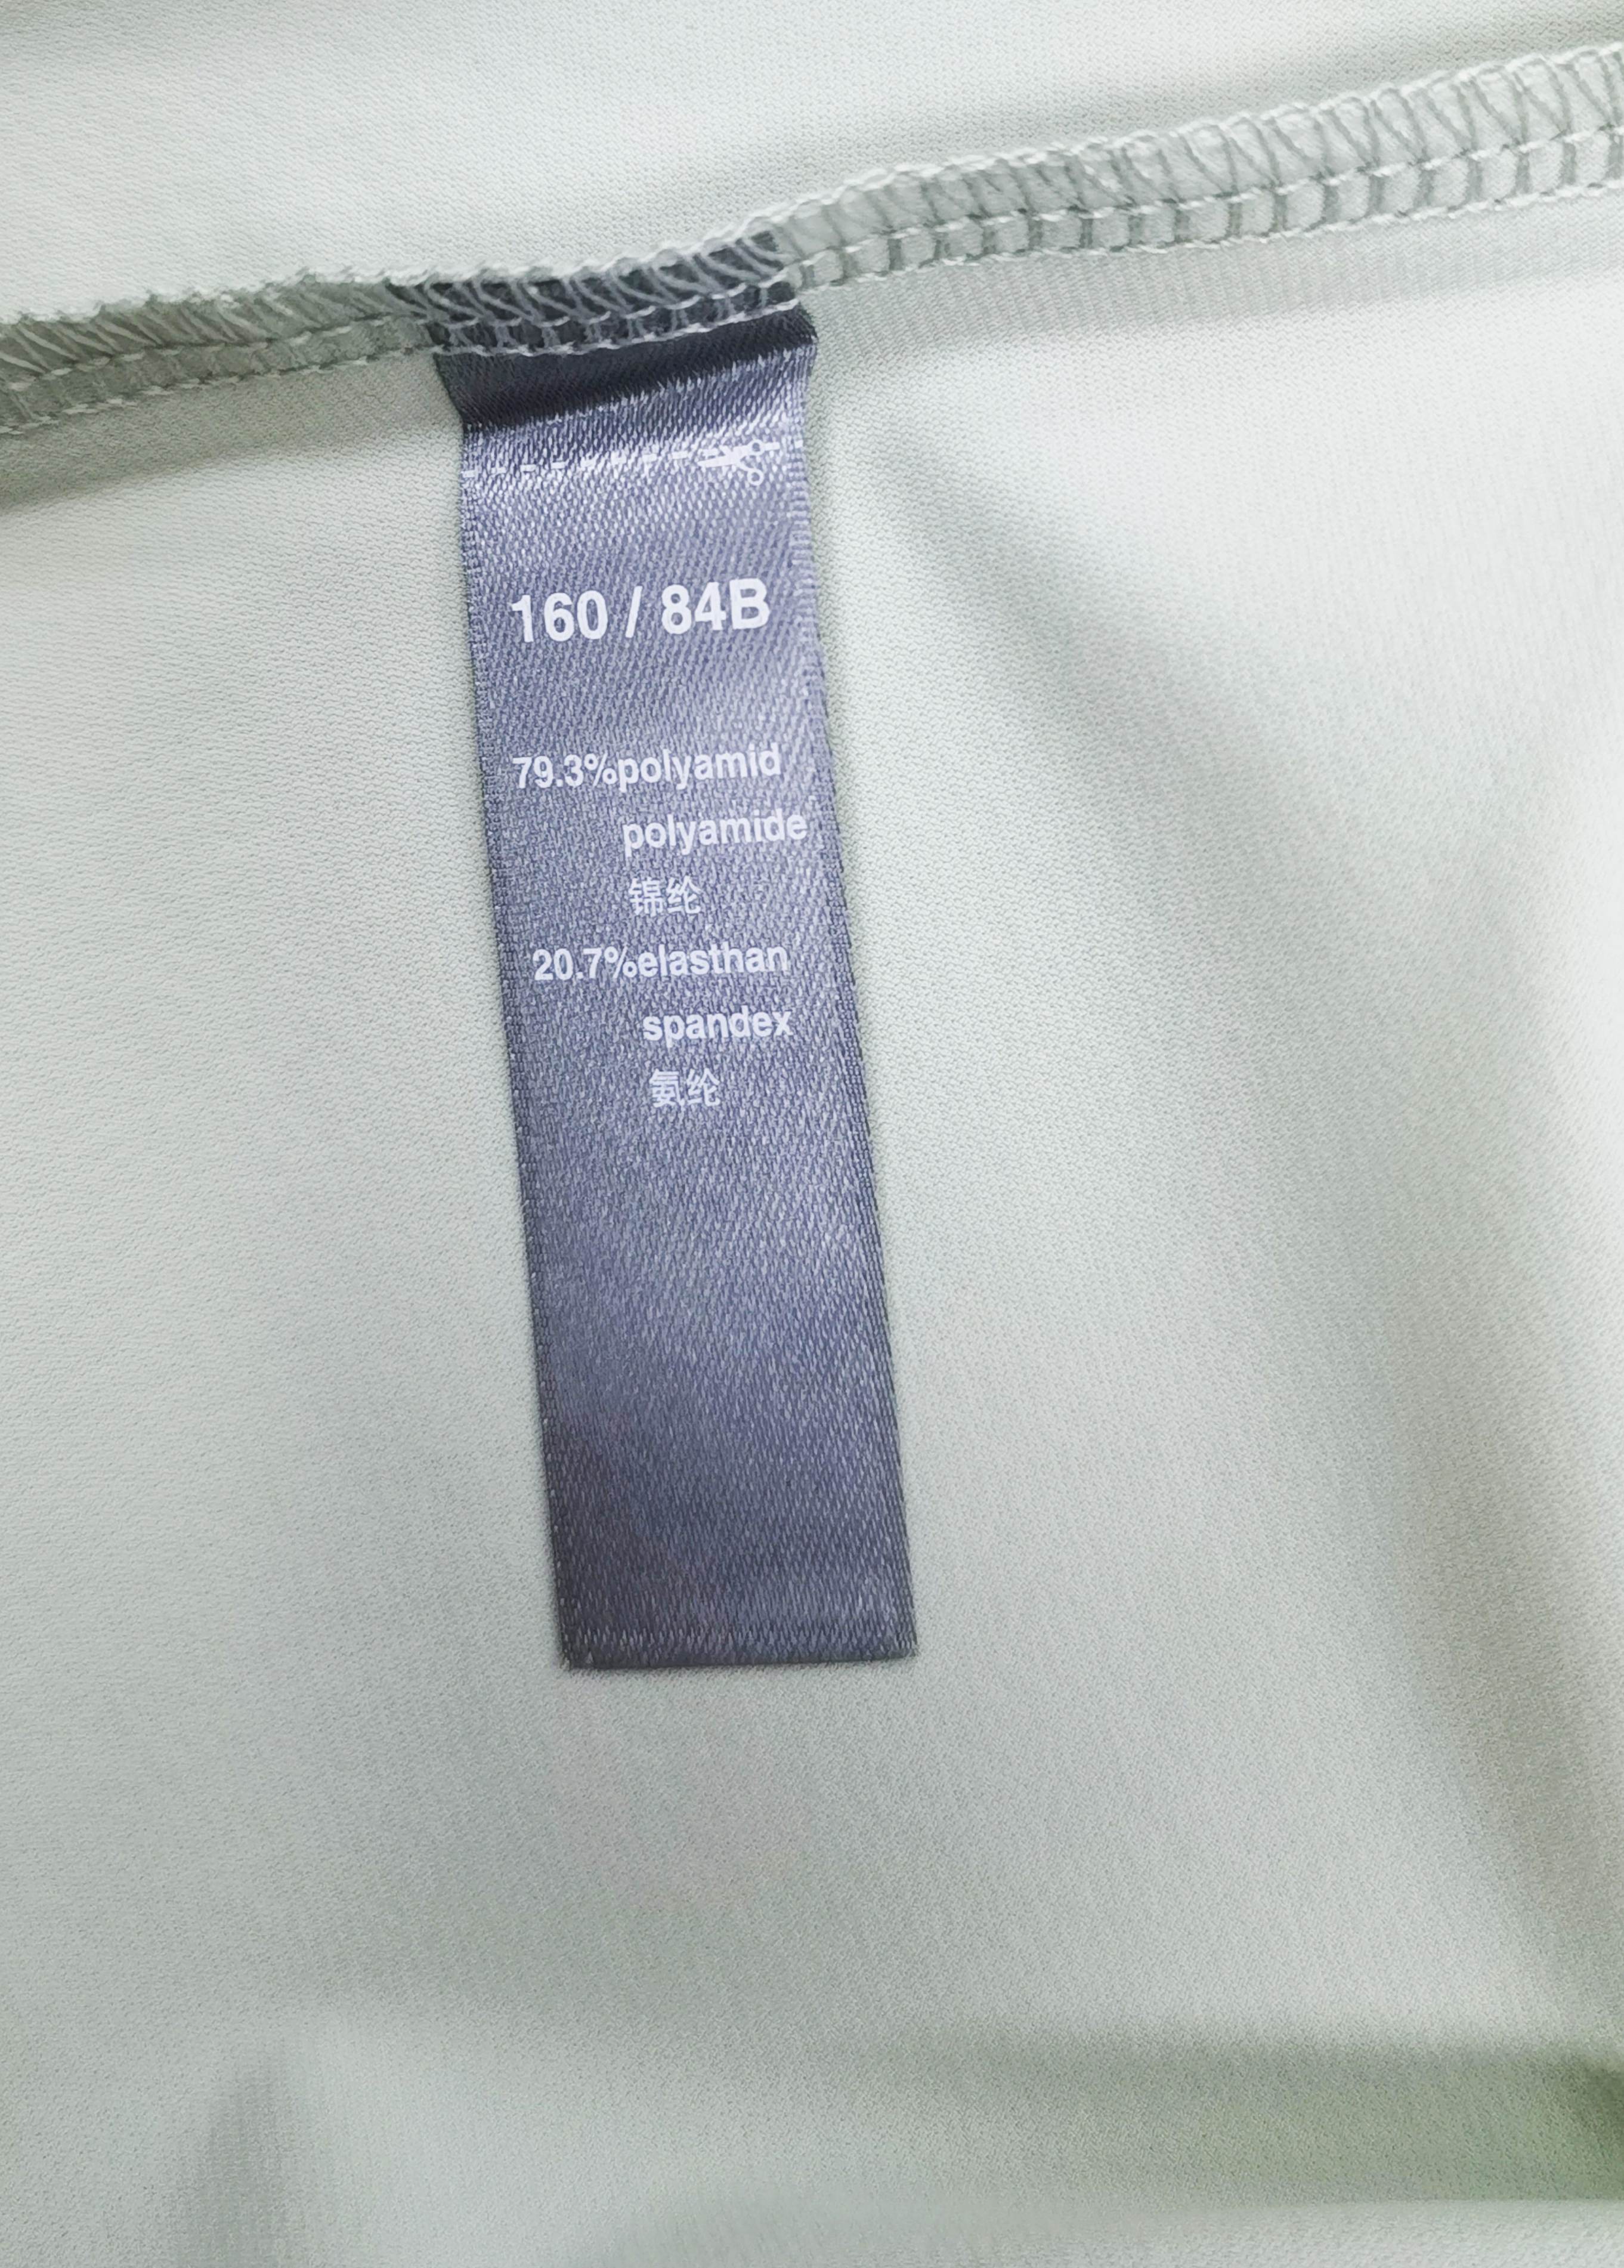 160 / 84B
79.3%polyamid
polyamide
锦纶
20.7%elasthan
spandex
氨纶